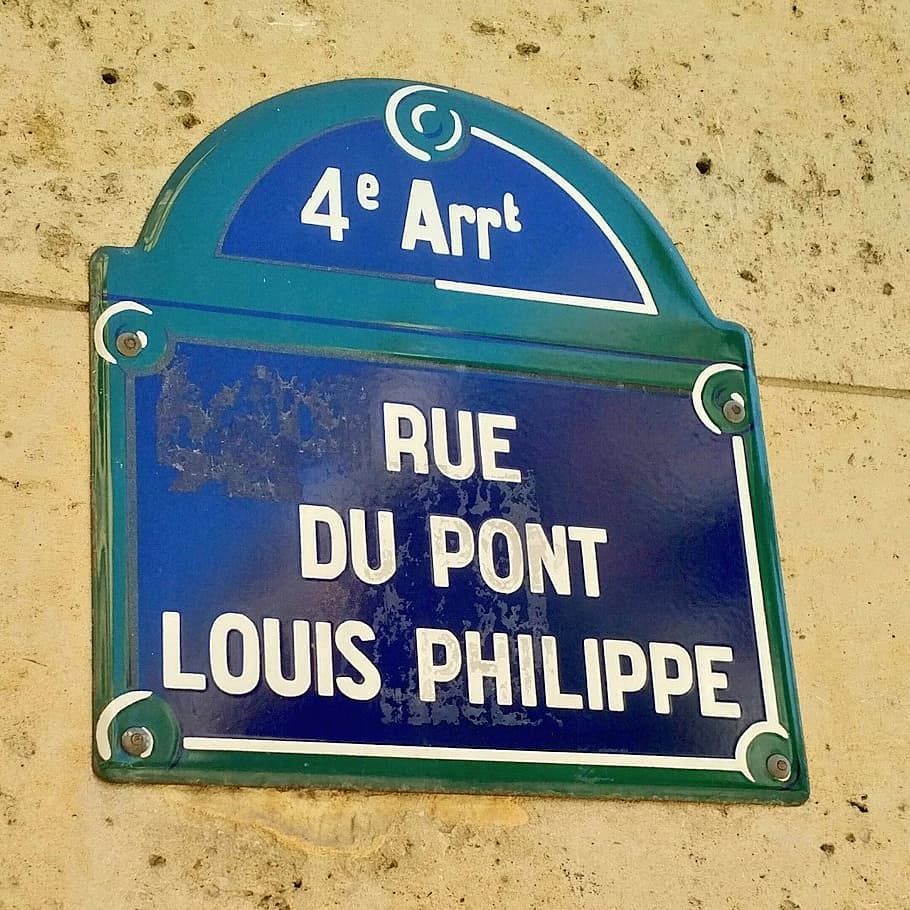 4e Arrt
RUE
DU PONT
LOUIS PHILIPPE